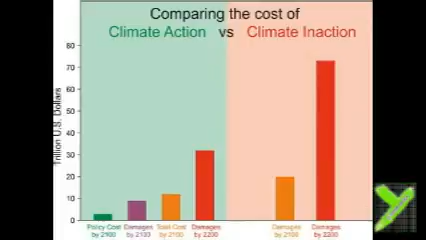 Comparing the cost of
Climate Action vs Climate Inaction
Trillion U.S. Dollars
80
70
60
50
40
30
20
10
0
Policy Cost
by 2100
Damages
by 2100
Total Cost
by 2100
Damages
by 2200
Damages
by 2100
Damages
by 2200